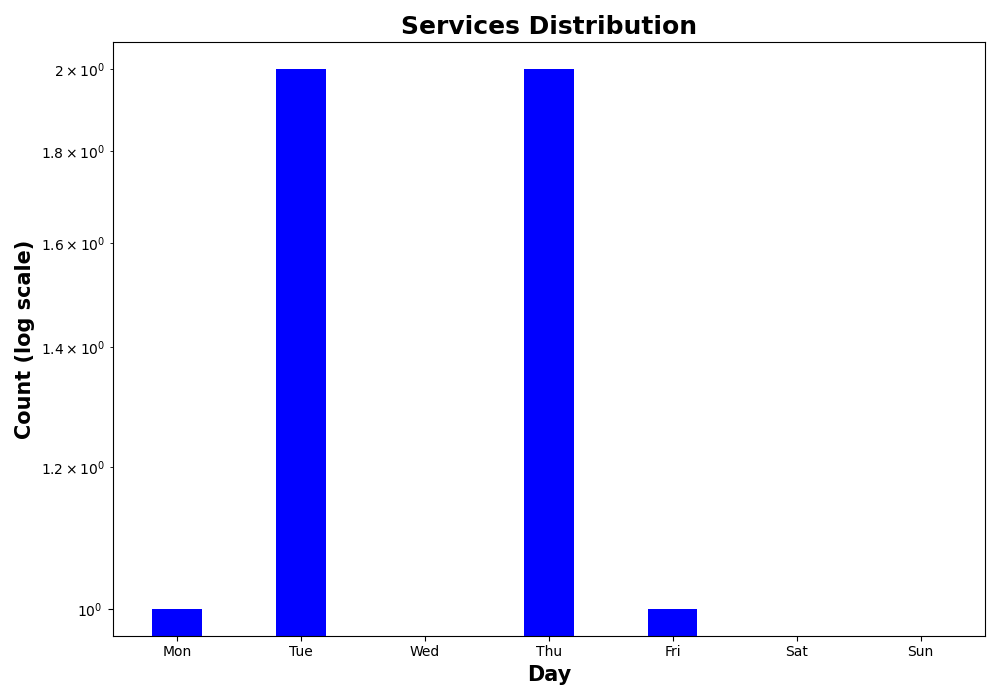 Services Distribution
Count (log scale)
2 × 10⁰
1.8 × 10⁰
1.6 × 10⁰
1.4 × 10⁰
1.2 × 10⁰
10⁰
Mon Tue Wed Thu Fri Sat Sun
Day